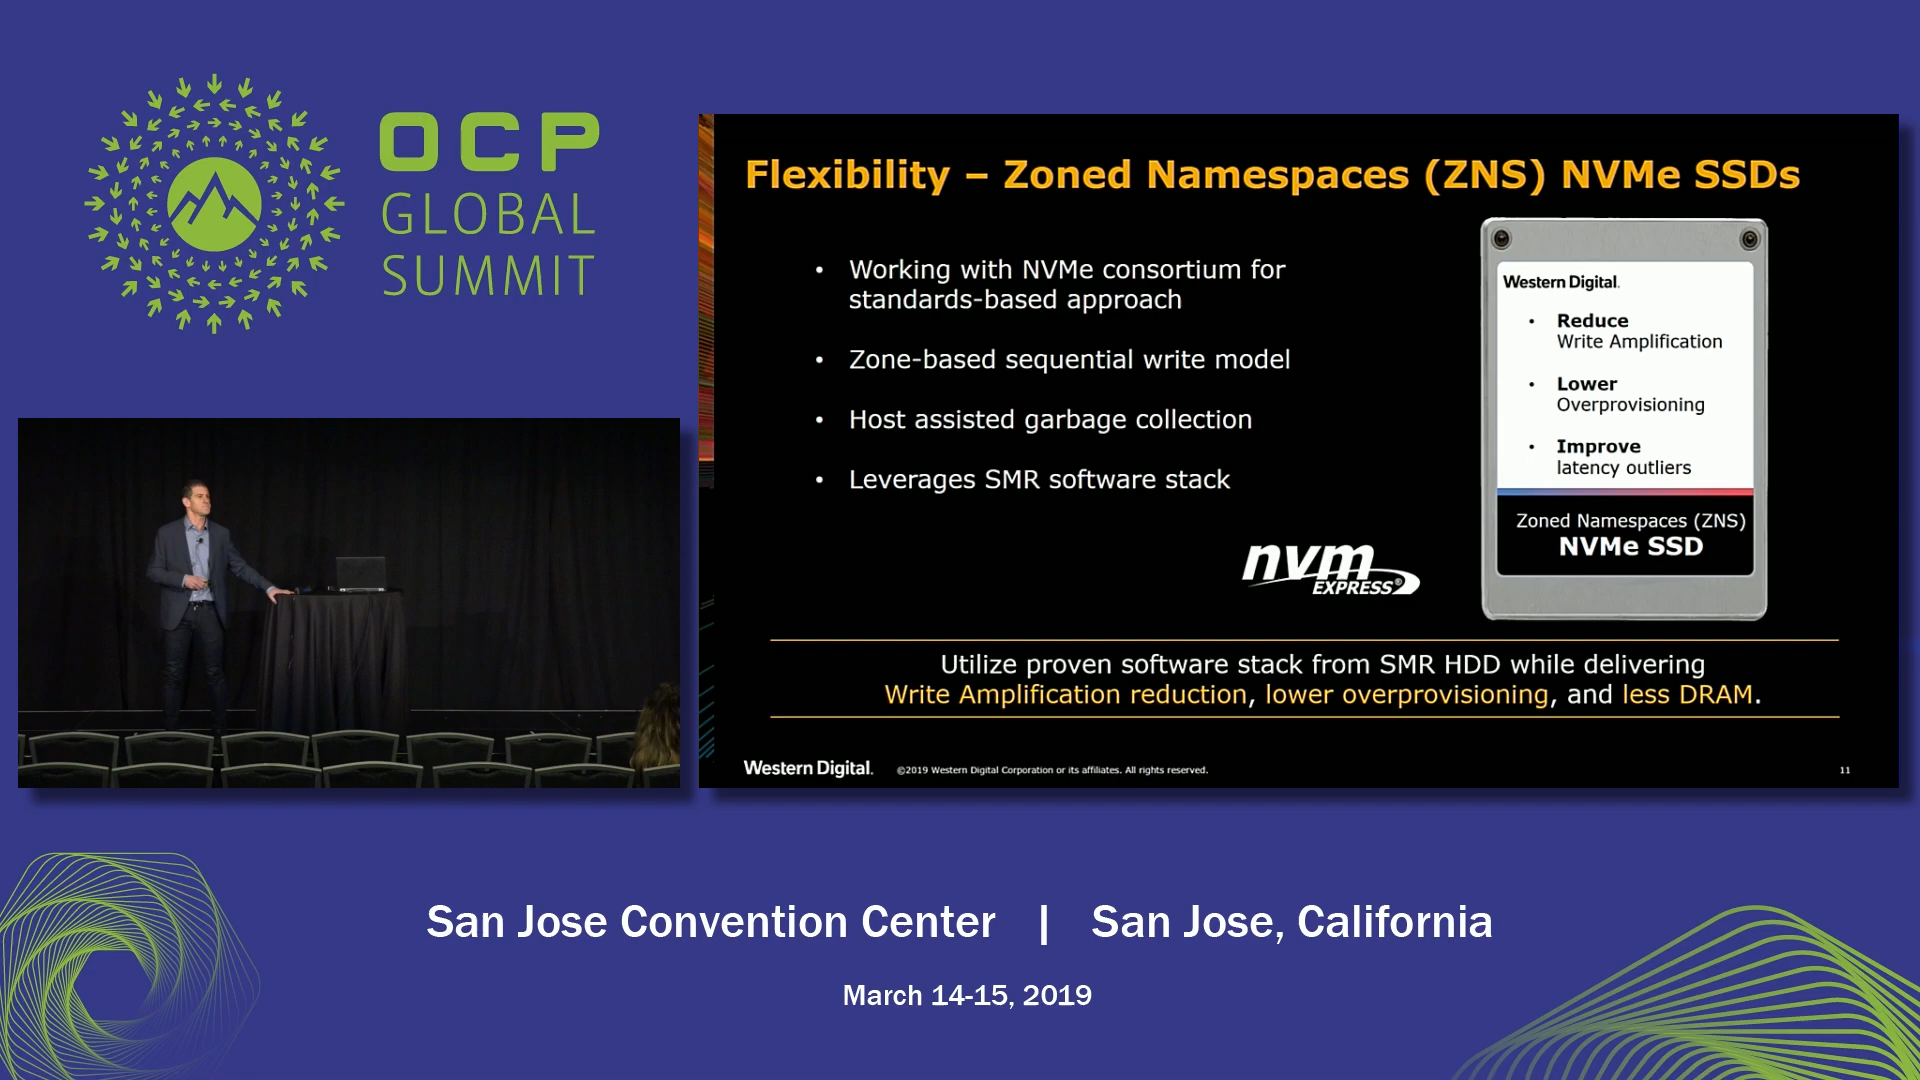 OCP
GLOBAL
SUMMIT
Flexibility – Zoned Namespaces (ZNS) NVMe SSDs
• Working with NVMe consortium for
standards-based approach
• Zone-based sequential write model
• Host assisted garbage collection
• Leverages SMR software stack
nvm
EXPRESS®
Western Digital.
• Reduce
Write Amplification
• Lower
Overprovisioning
• Improve
latency outliers
Zoned Namespaces (ZNS)
NVMe SSD
Utilize proven software stack from SMR HDD while delivering
Write Amplification reduction, lower overprovisioning, and less DRAM.
Western Digital.
©2019 Western Digital Corporation or its affiliates. All rights reserved.
11
San Jose Convention Center | San Jose, California
March 14-15, 2019